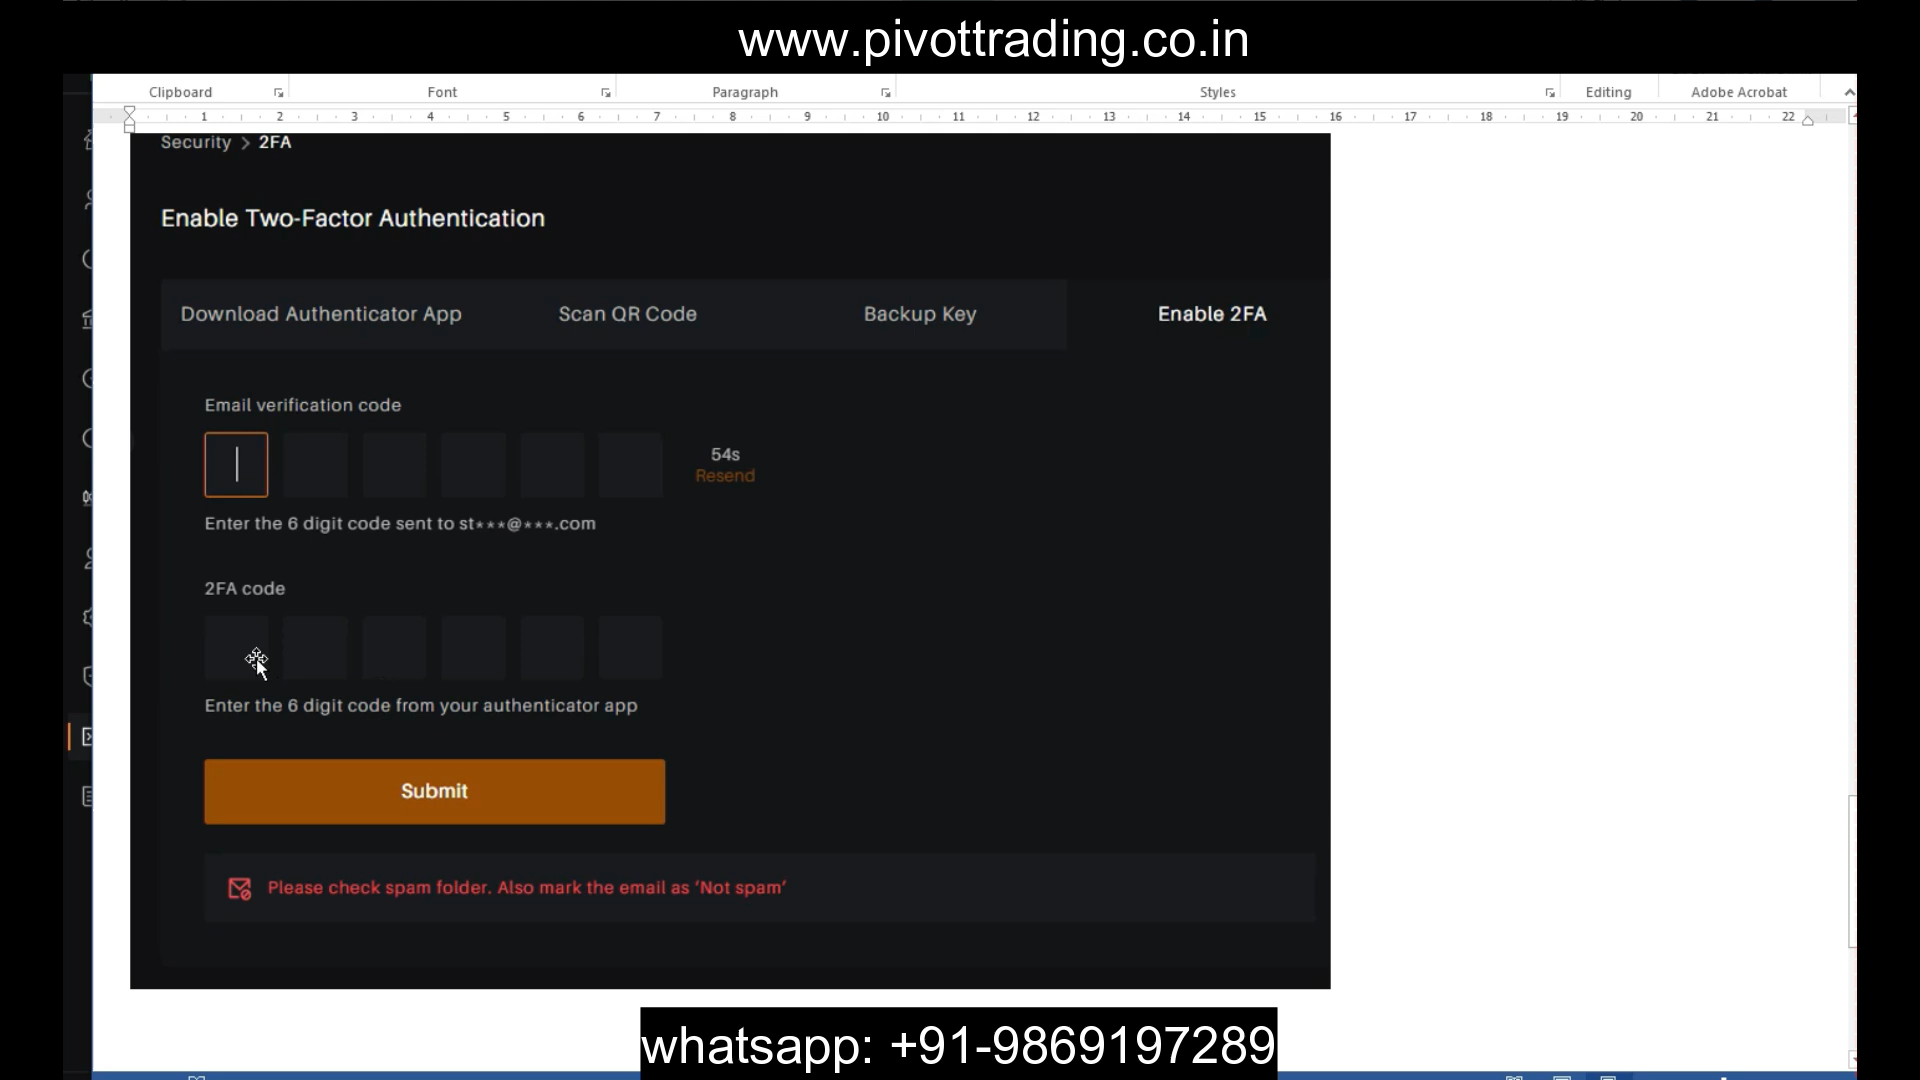 www.pivottrading.co.in
Clipboard Font Paragraph Styles Editing Adobe Acrobat
1 2 3 4 5 6 7 8 9 10 11 12 13 14 15 16 17 18 19 20 21 22
Security > 2FA
Enable Two-Factor Authentication
Download Authenticator App Scan QR Code Backup Key Enable 2FA
Email verification code
54s
Resend
Enter the 6 digit code sent to st***@***.com
2FA code
Enter the 6 digit code from your authenticator app
Submit
Please check spam folder. Also mark the email as ‘Not spam’
whatsapp: +91-9869197289